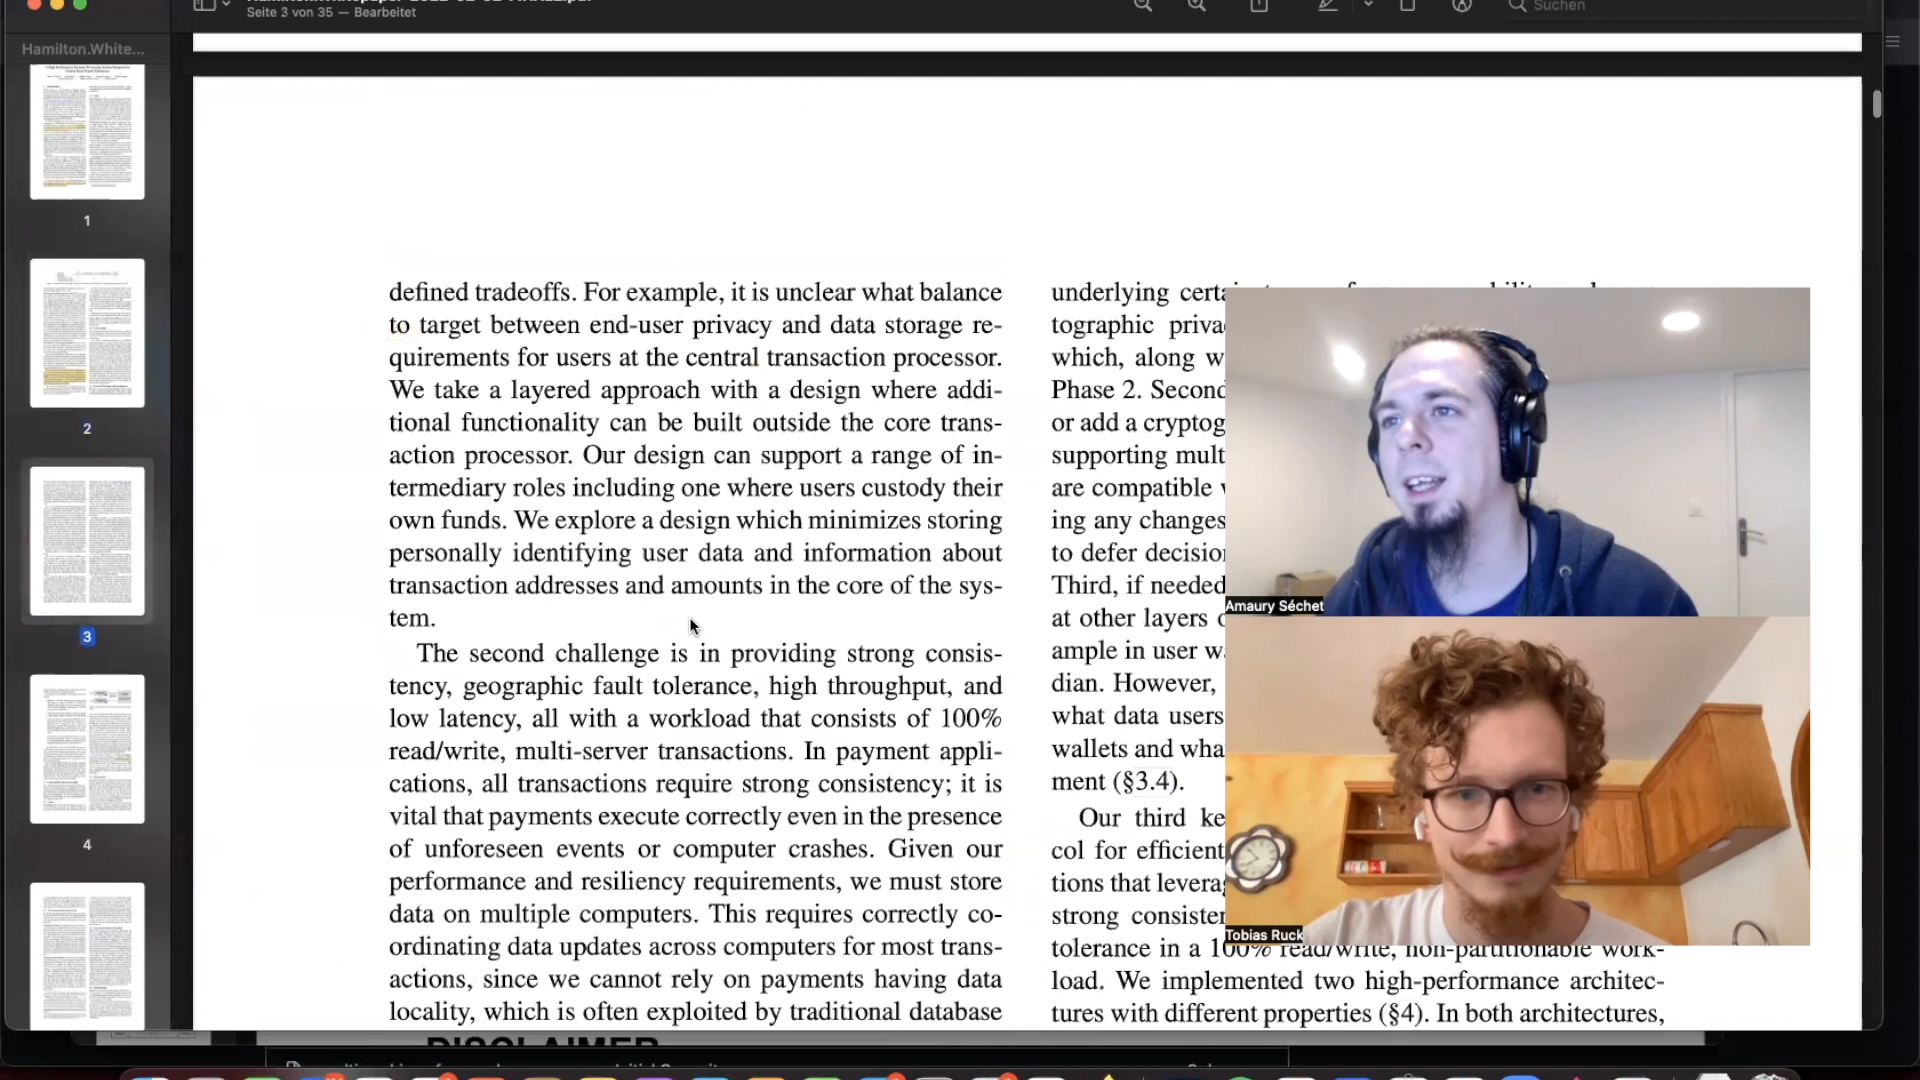 Seite 3 von 35 — Bearbeitet
Suchen
Hamilton.White...
1
2
3
4
defined tradeoffs. For example, it is unclear what balance
to target between end-user privacy and data storage re-
quirements for users at the central transaction processor.
We take a layered approach with a design where addi-
tional functionality can be built outside the core trans-
action processor. Our design can support a range of in-
termediary roles including one where users custody their
own funds. We explore a design which minimizes storing
personally identifying user data and information about
transaction addresses and amounts in the core of the sys-
tem.
The second challenge is in providing strong consis-
tency, geographic fault tolerance, high throughput, and
low latency, all with a workload that consists of 100%
read/write, multi-server transactions. In payment appli-
cations, all transactions require strong consistency; it is
vital that payments execute correctly even in the presence
of unforeseen events or computer crashes. Given our
performance and resiliency requirements, we must store
data on multiple computers. This requires correctly co-
ordinating data updates across computers for most trans-
actions, since we cannot rely on payments having data
locality, which is often exploited by traditional database
underlying
which, along
Phase 2. Second
or add a
supporting
are compatible
ing any changes
to defer
Third, if needed
at other layers
ample in user
dian. However,
what data users
wallets and
ment (§3.4).
Our third
col for
tions that
strong
tolerance in a 100% read/write, non-partitionable work-
load. We implemented two high-performance architec-
tures with different properties (§4). In both architectures,
Amaury Séchet
Tobias Ruck
DISCLAIMER